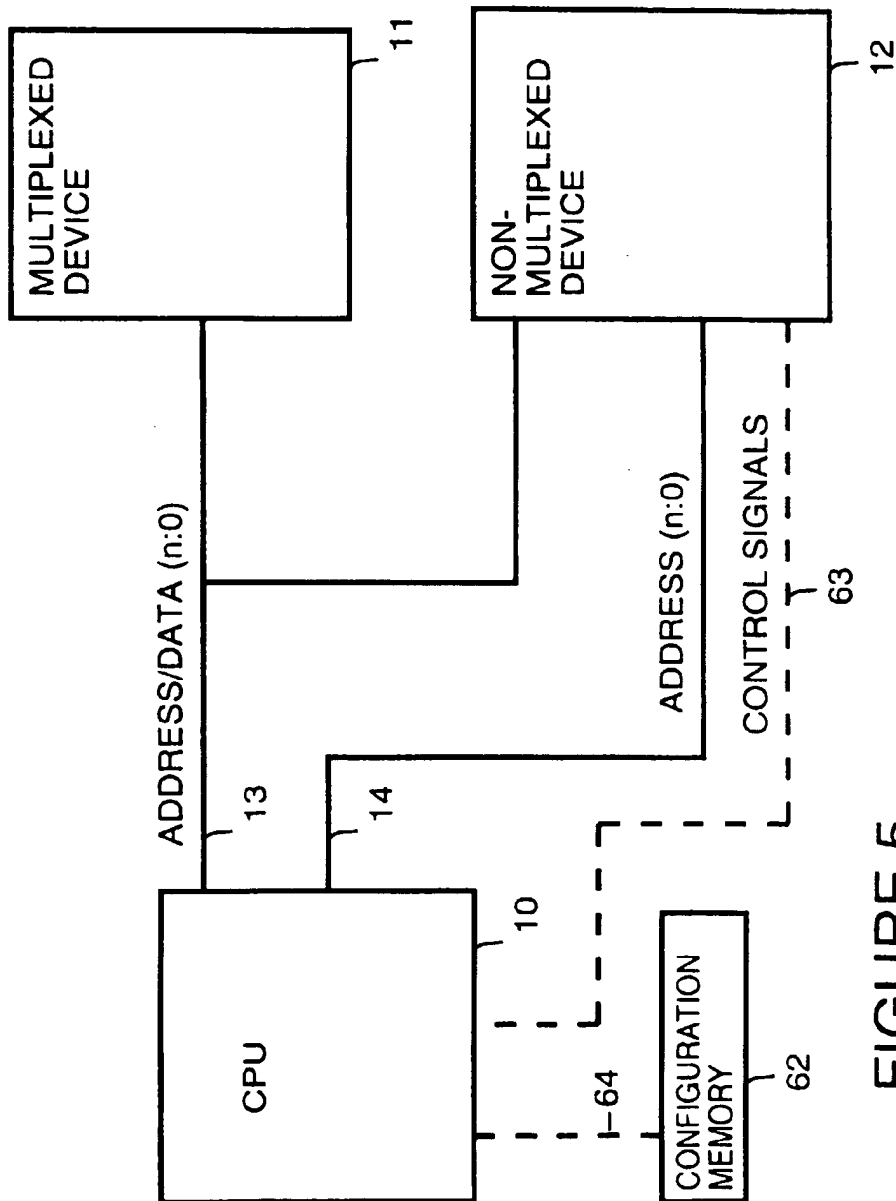 MULTIPLEXED
DEVICE
11
NON-
MULTIPLEXED
DEVICE
12
ADDRESS/DATA (n:0)
13
14
ADDRESS (n:0)
CONTROL SIGNALS
63
CPU
10
64
CONFIGURATION
MEMORY
62
FIGURE 5